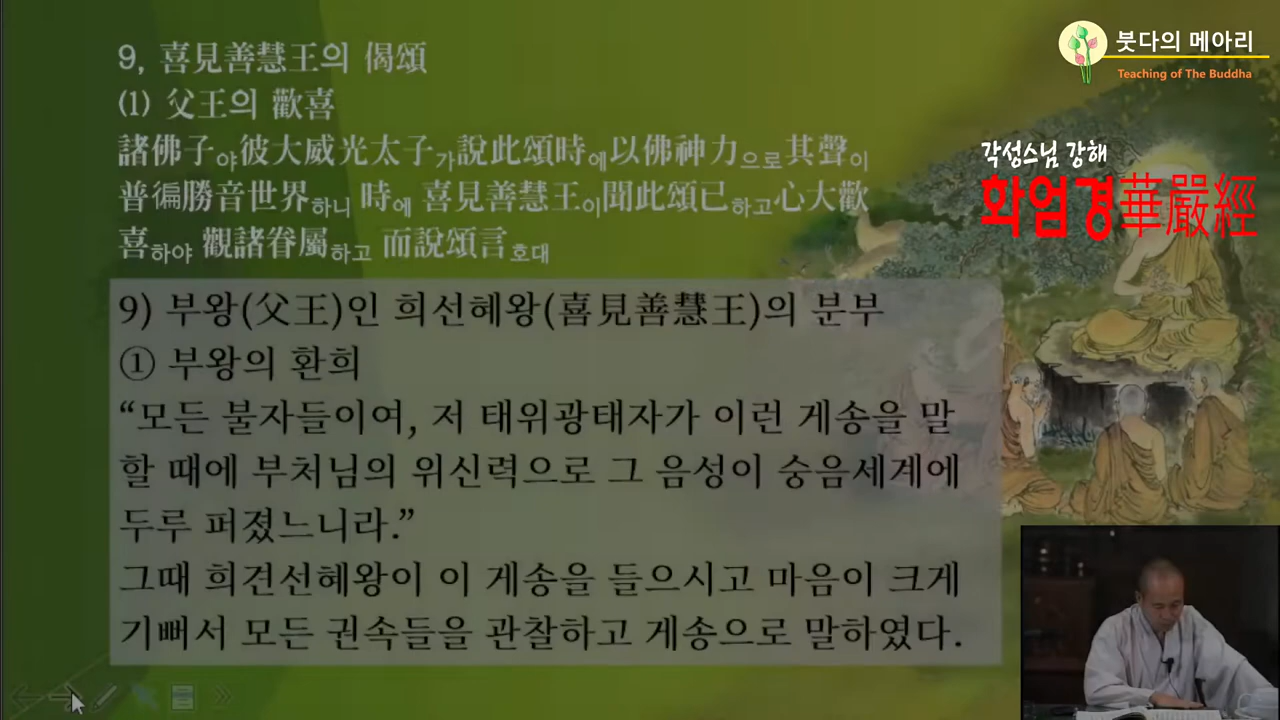 9, 喜見善慧王의 偈頌
(1) 父王의 歡喜
諸佛子야彼大威光太子가說此頌時에以佛神力으로其聲이
普徧勝音世界하니 時에 喜見善慧王이聞此頌已하고心大歡
喜하야 觀諸眷屬하고 而說頌言호대
9) 부왕(父王)인 희선혜왕(喜見善慧王)의 분부
① 부왕의 환희
“모든 불자들이여, 저 태위광태자가 이런 게송을 말
할 때에 부처님의 위신력으로 그 음성이 숭음세계에
두루 퍼졌느니라.”
그때 희견선혜왕이 이 게송을 들으시고 마음이 크게
기뻐서 모든 권속들을 관찰하고 게송으로 말하였다.
붓다의 메아리
Teaching of The Buddha
각성스님 강해
화엄경華嚴經